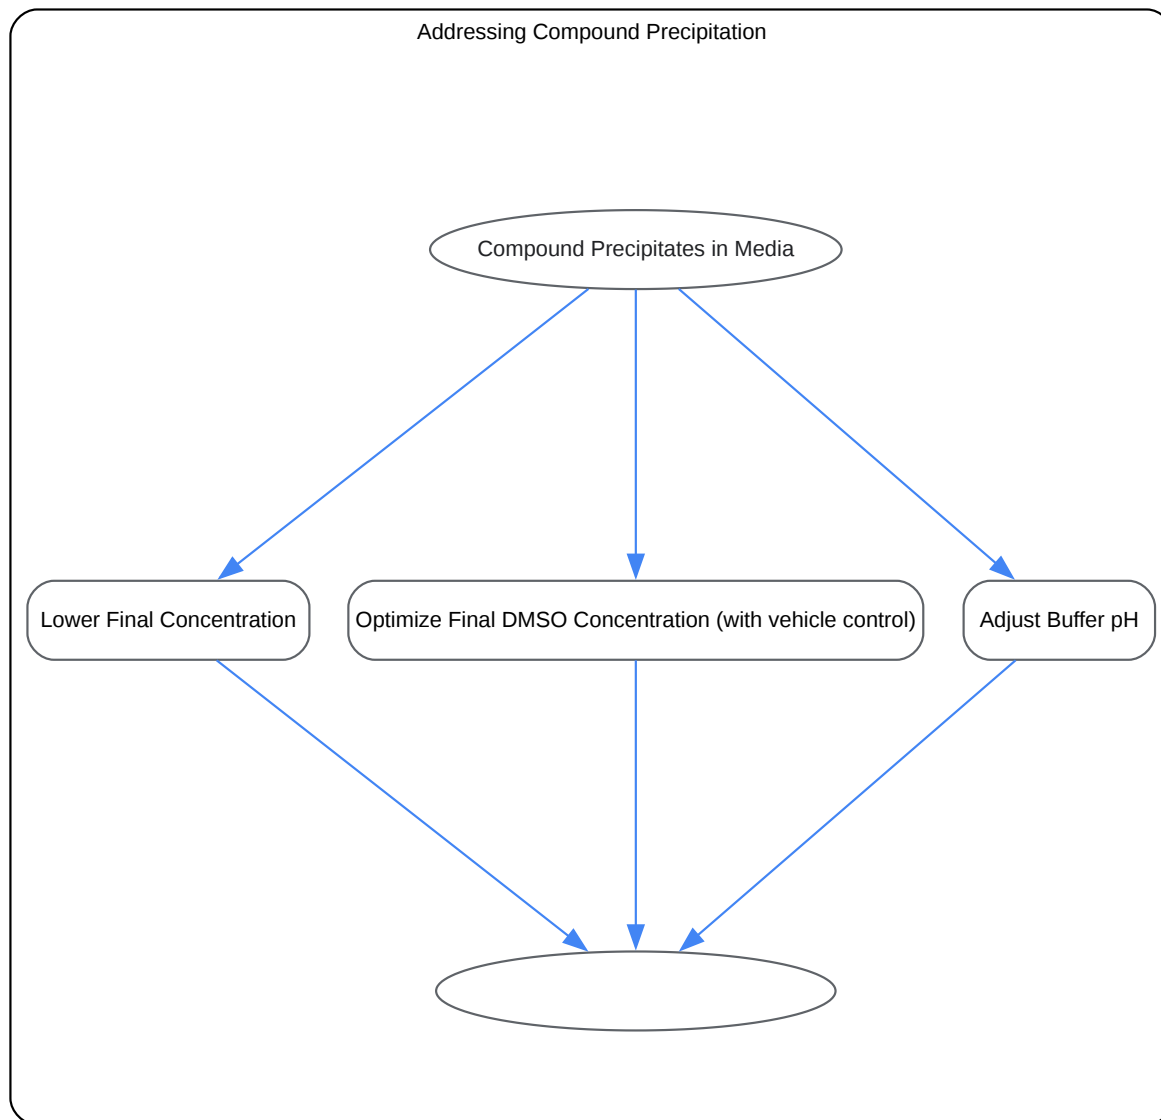 Addressing Compound Precipitation
Compound Precipitates in Media
Lower Final Concentration
Optimize Final DMSO Concentration (with vehicle control)
Adjust Buffer pH